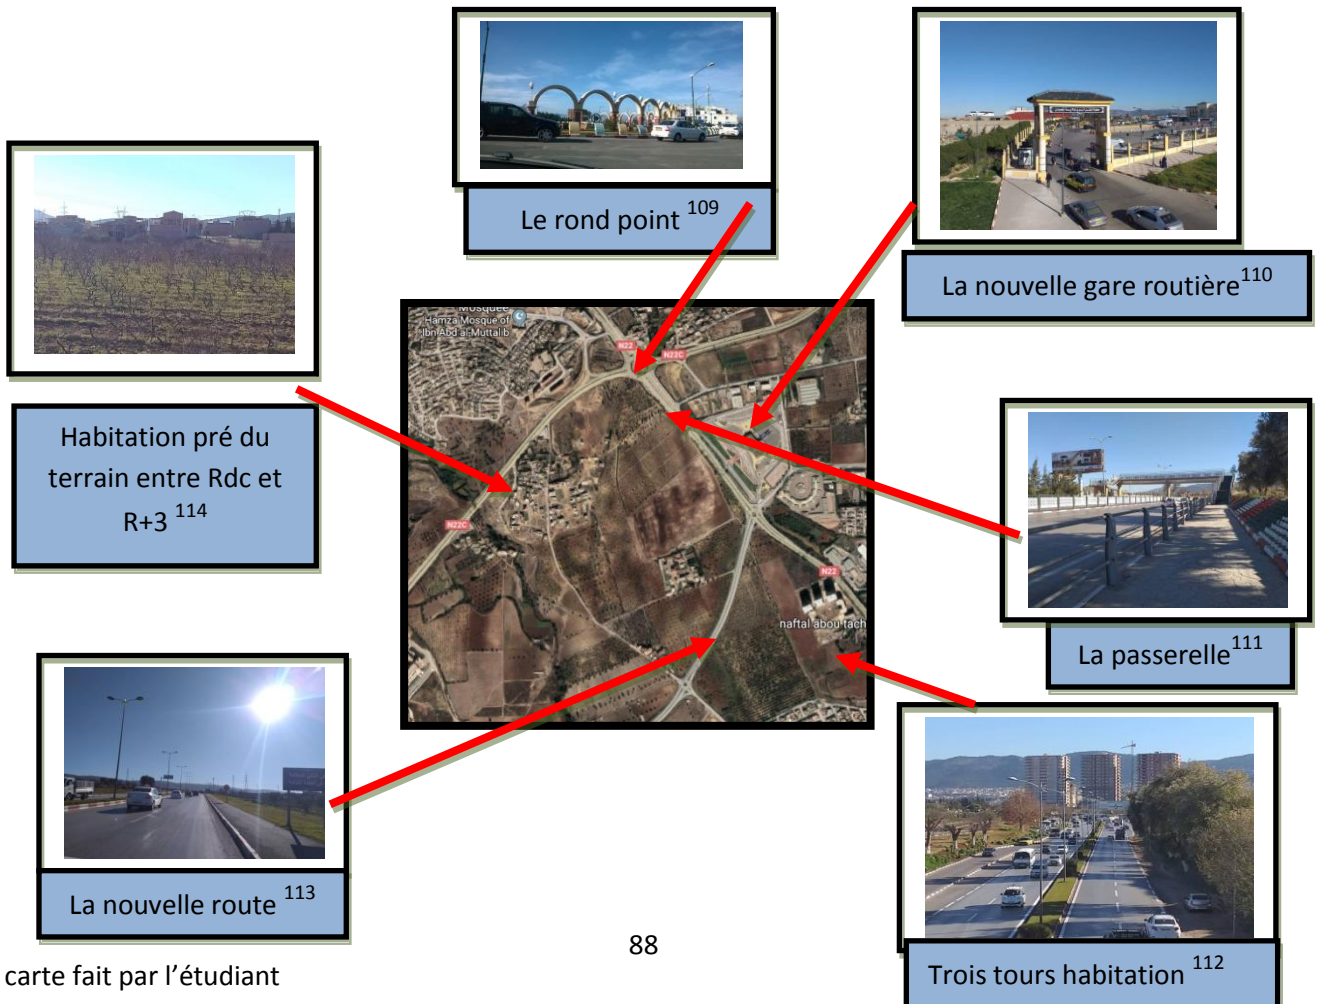 Le rond point 109
La nouvelle gare routière110
Mosquée
Hamza Mosque of
Ibn Abd al-Muttalib
N22
N22C
Habitation pré du
terrain entre Rdc et
R+3 114
N22C
N22
naftal abou tach
La passerelle111
La nouvelle route 113
Trois tours habitation 112
88
carte fait par l’étudiant